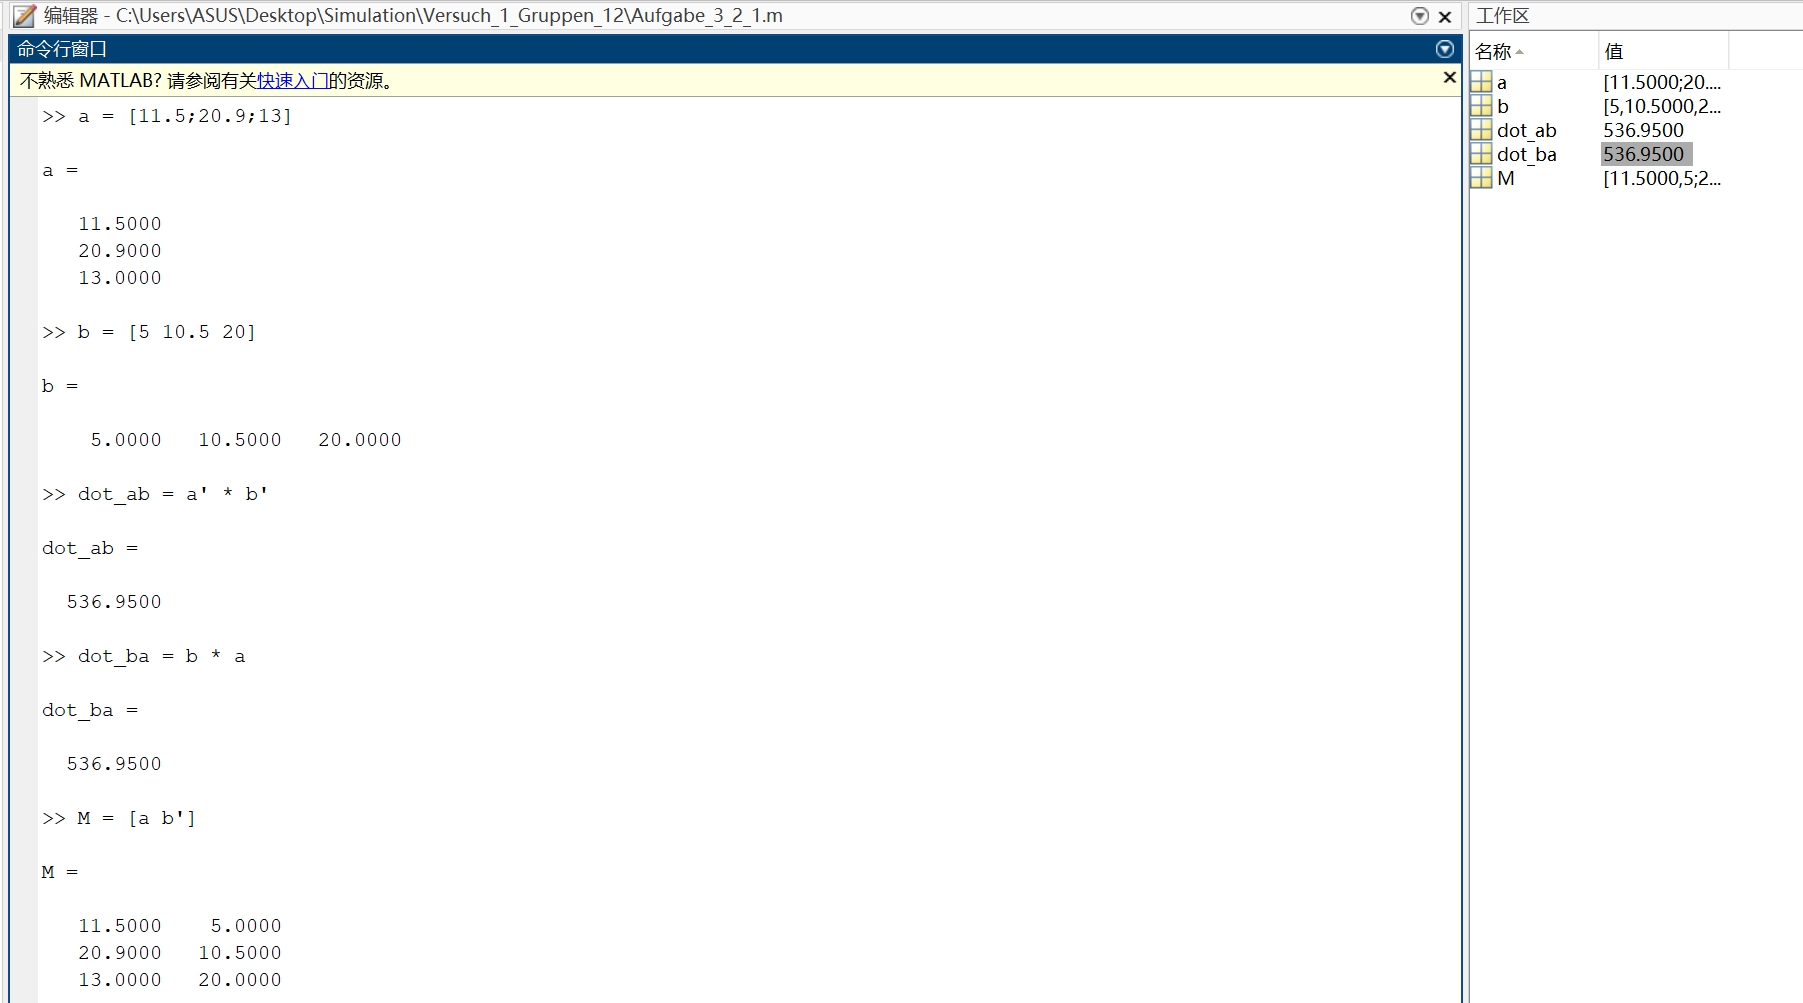 编辑器 - C:\Users\ASUS\Desktop\Simulation\Versuch_1_Gruppen_12\Aufgabe_3_2_1.m
命令行窗口
不熟悉 MATLAB? 请参阅有关快速入门的资源。
>> a = [11.5;20.9;13]
a =
11.5000
20.9000
13.0000
>> b = [5 10.5 20]
b =
5.0000 10.5000 20.0000
>> dot_ab = a' * b'
dot_ab =
536.9500
>> dot_ba = b * a
dot_ba =
536.9500
>> M = [a b']
M =
11.5000 5.0000
20.9000 10.5000
13.0000 20.0000
工作区
名称 值
a [11.5000;20....
b [5,10.5000,2...
dot_ab 536.9500
dot_ba 536.9500
M [11.5000,5;2...